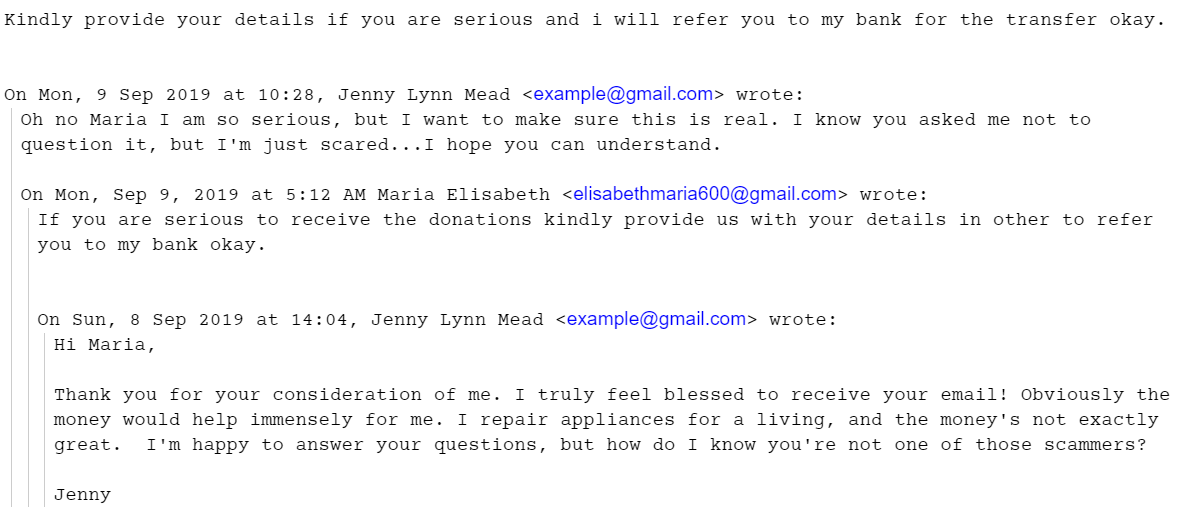 Kindly provide your details if you are serious and i will refer you to my bank for the transfer okay.
On Mon, 9 Sep 2019 at 10:28, Jenny Lynn Mead <example@gmail.com> wrote:
Oh no Maria I am so serious, but I want to make sure this is real. I know you asked me not to
question it, but I'm just scared...I hope you can understand.
On Mon, Sep 9, 2019 at 5:12 AM Maria Elisabeth <elisabethmaria600@gmail.com> wrote:
If you are serious to receive the donations kindly provide us with your details in other to refer
you to my bank okay.
On Sun, 8 Sep 2019 at 14:04, Jenny Lynn Mead <example@gmail.com> wrote:
Hi Maria,
Thank you for your consideration of me. I truly feel blessed to receive your email! Obviously the
money would help immensely for me. I repair appliances for a living, and the money's not exactly
great.  I'm happy to answer your questions, but how do I know you're not one of those scammers?
Jenny